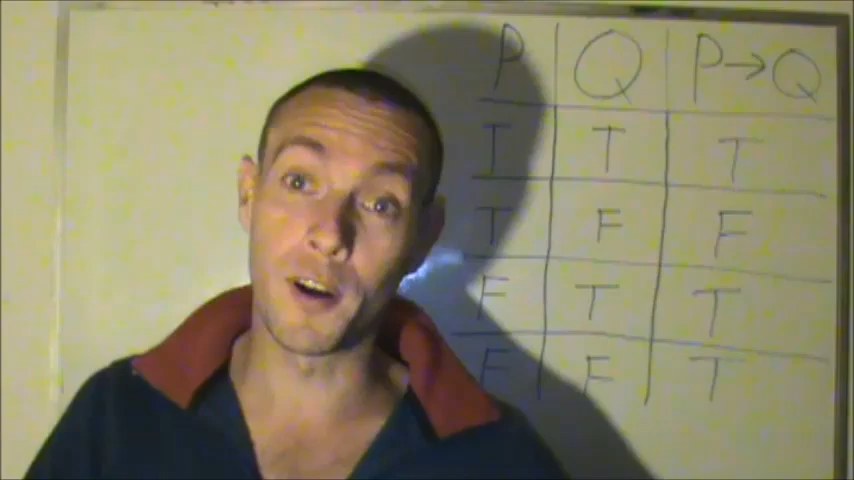 P Q P→Q
T T T
T F F
F T T
F F T